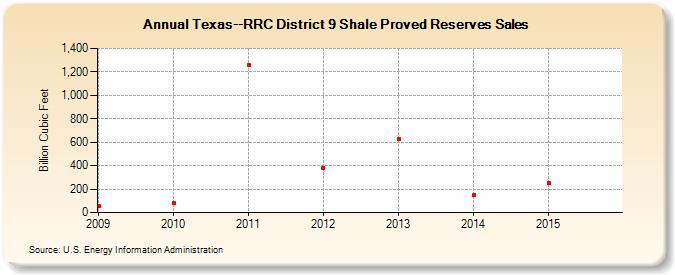 Annual Texas--RRC District 9 Shale Proved Reserves Sales
Billion Cubic Feet
1,400
1,200
1,000
800
600
400
200
0
2009 2010 2011 2012 2013 2014 2015
Source: U.S. Energy Information Administration